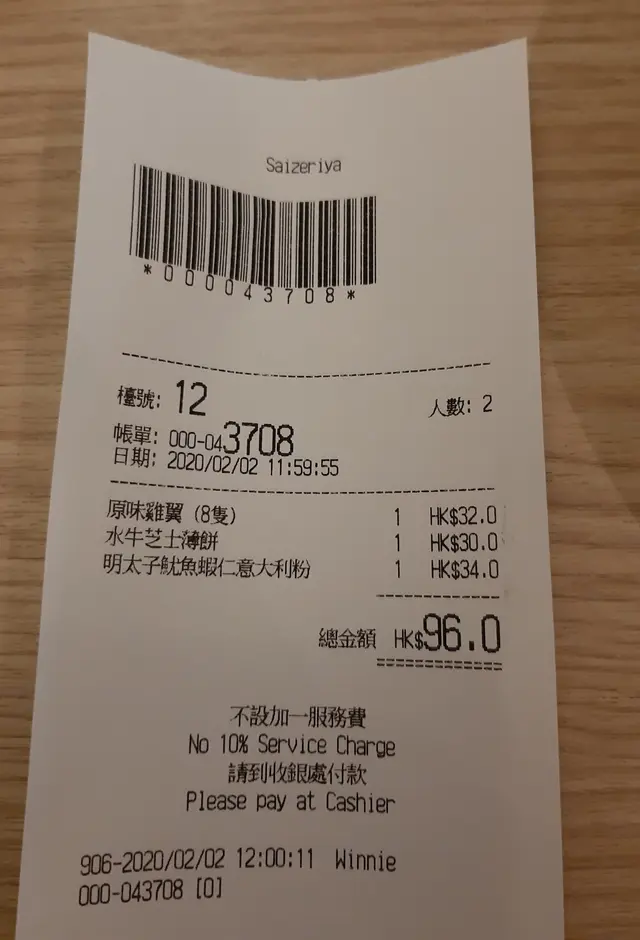 Saizeriya
*000043708*
檯號: 12 人數: 2
帳單: 000-043708
日期: 2020/02/02 11:59:55
原味雞翼 (8隻) 1 HK$32.0
水牛芝士薄餅 1 HK$30.0
明太子魷魚蝦仁意大利粉 1 HK$34.0
總金額 HK$96.0
不設加一服務費
No 10% Service Charge
請到收銀處付款
Please pay at Cashier
906-2020/02/02 12:00:11 Winnie
000-043708 [0]